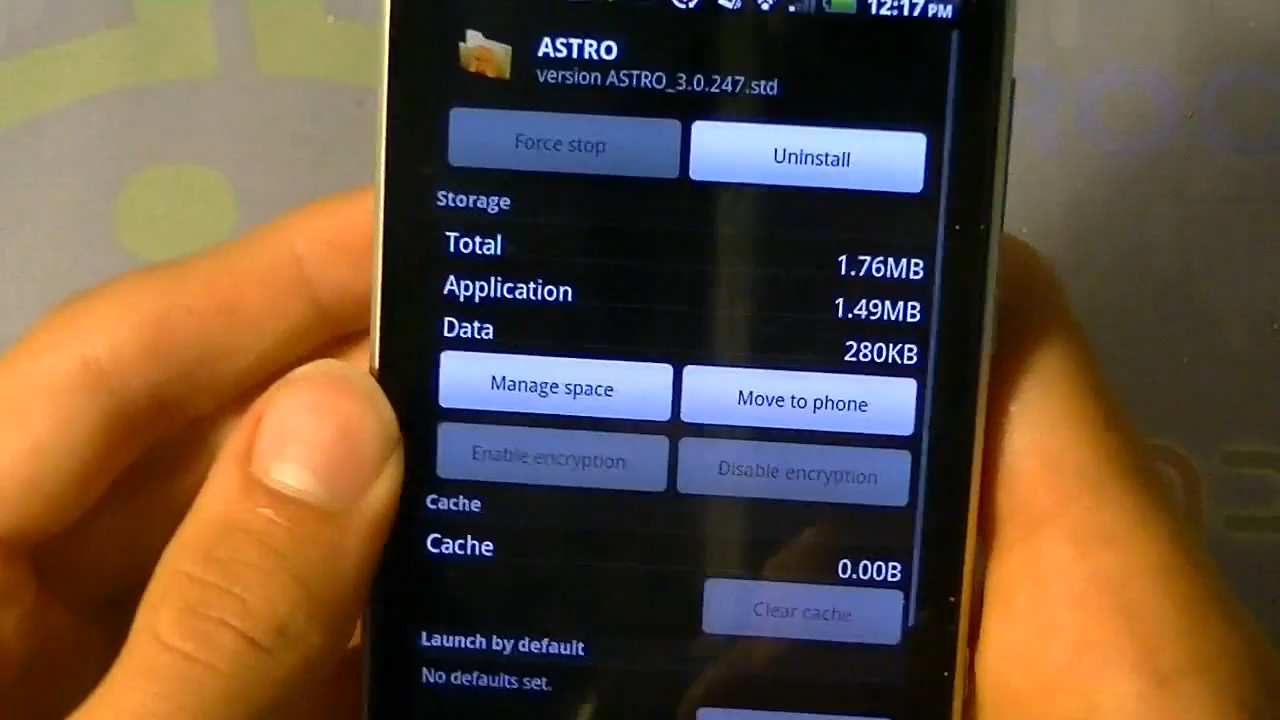 12:17 PM
ASTRO
version ASTRO_3.0.247.std
Force stop
Uninstall
Storage
Total
1.76MB
Application
1.49MB
Data
280KB
Manage space
Move to phone
Enable encryption
Disable encryption
Cache
Cache
0.00B
Clear cache
Launch by default
No defaults set.